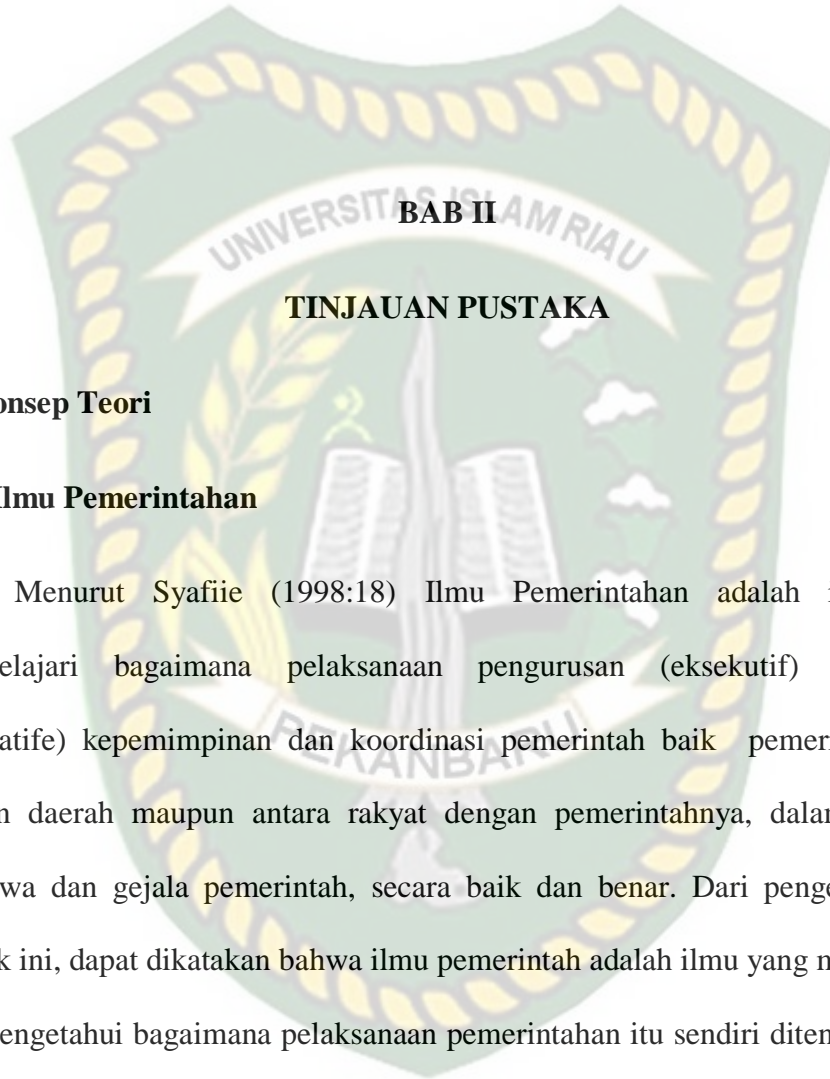 UNIVERSITAS ISLAM RIAU
BAB II
TINJAUAN PUSTAKA
onsep Teori
Ilmu Pemerintahan
Menurut Syafiie (1998:18) Ilmu Pemerintahan adalah
elajari bagaimana pelaksanaan pengurusan (eksekutif)
atife) kepemimpinan dan koordinasi pemerintah baik pemeri
PEKANBARU
n daerah maupun antara rakyat dengan pemerintahnya, dalam
wa dan gejala pemerintah, secara baik dan benar. Dari penge
k ini, dapat dikatakan bahwa ilmu pemerintah adalah ilmu yang
engetahui bagaimana pelaksanaan pemerintahan itu sendiri diten